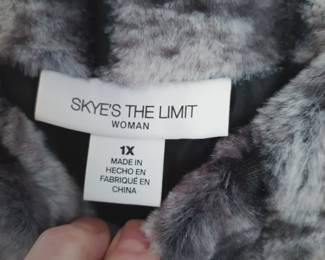 SKYE'S THE LIMIT
WOMAN
1X
MADE IN
HECHO EN
FABRIQUÉ EN
CHINA